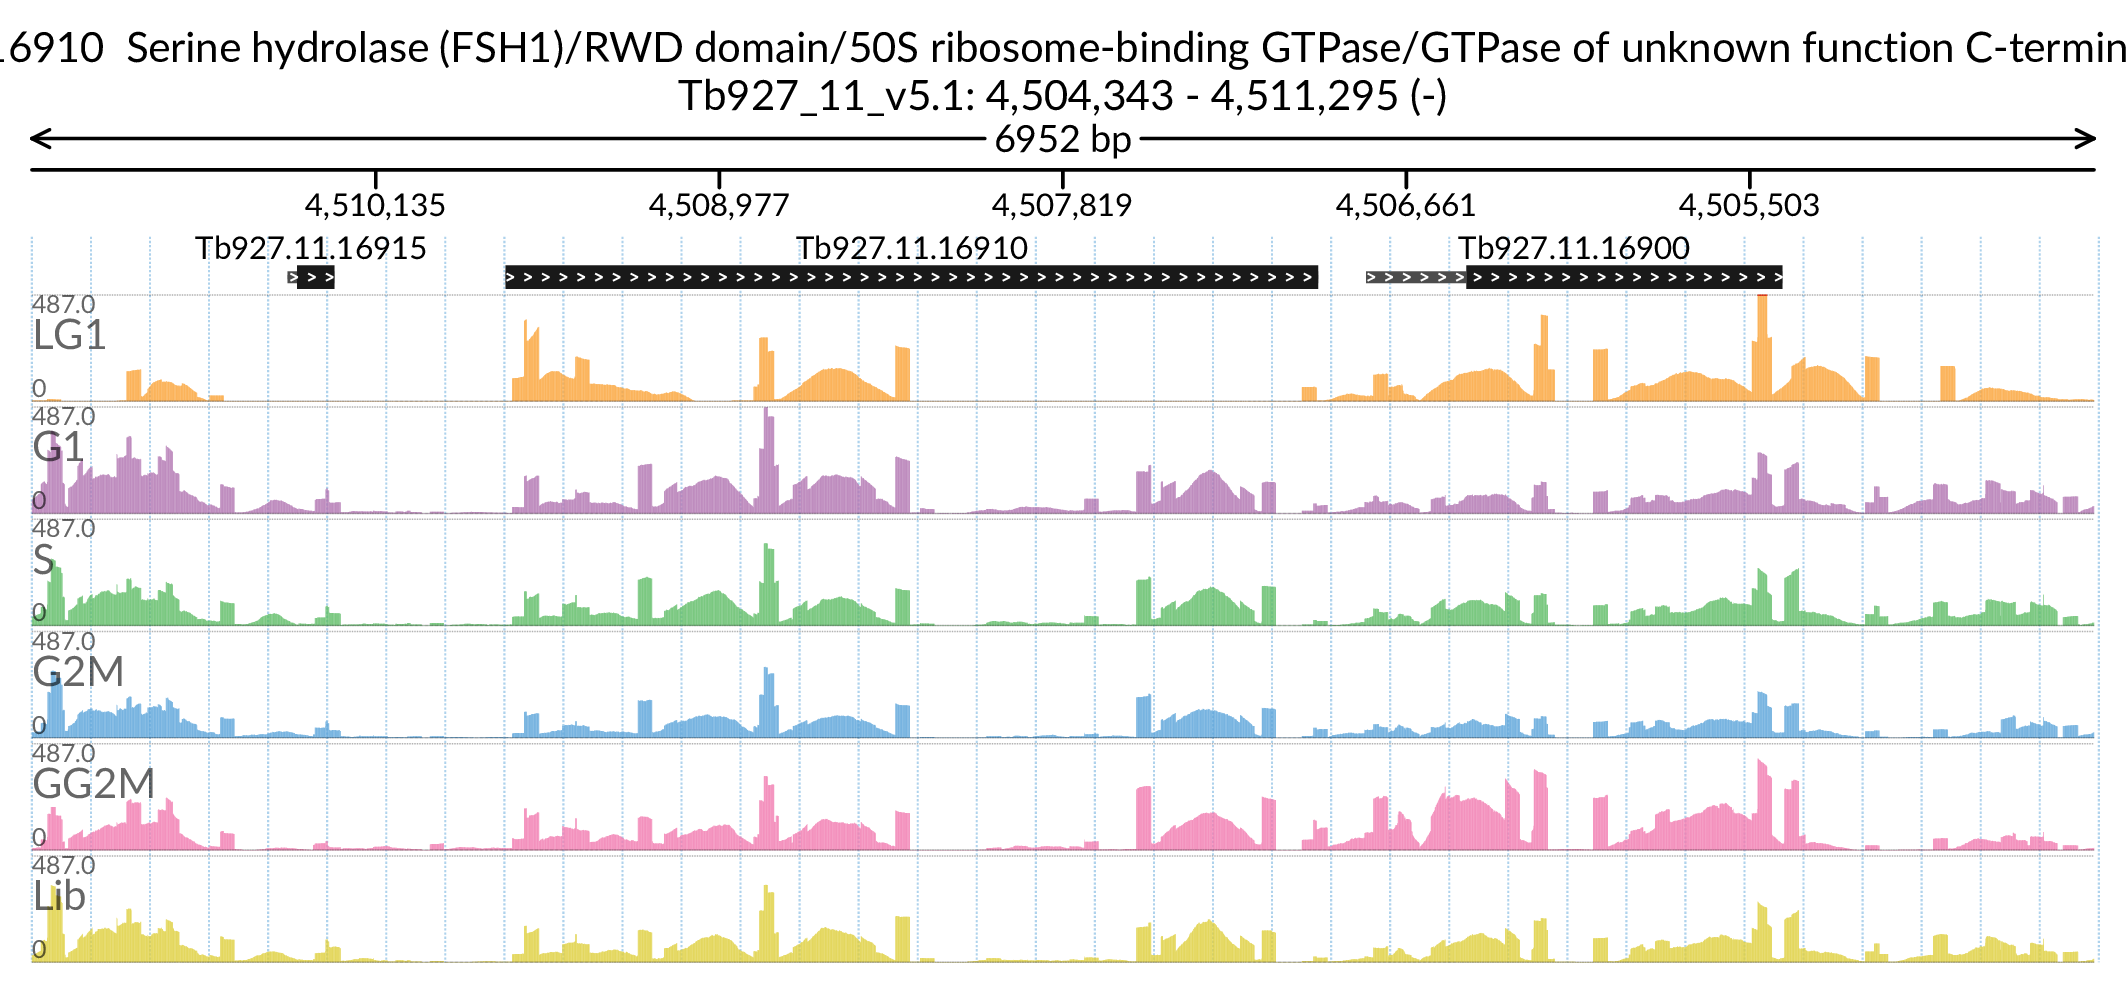 .16910 Serine hydrolase (FSH1)/RWD domain/50S ribosome-binding GTPase/GTPase of unknown function C-termin
Tb927_11_v5.1: 4,504,343 - 4,511,295 (-)
6952 bp
4,510,135 4,508,977 4,507,819 4,506,661 4,505,503
Tb927.11.16915 Tb927.11.16910 Tb927.11.16900
487.0
LG1
0
487.0
G1
0
487.0
S
0
487.0
G2M
0
487.0
GG2M
0
487.0
Lib
0